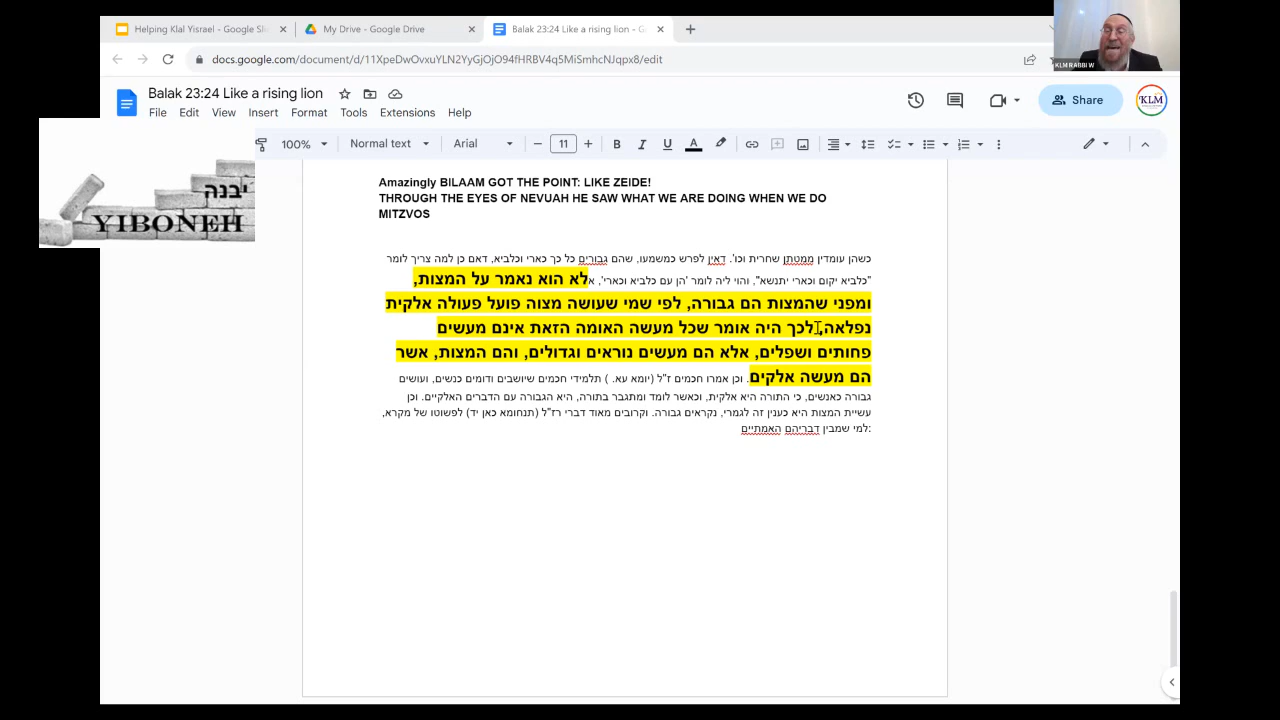 Helping Klal Yisrael - Google Sli
My Drive - Google Drive
Balak 23:24 Like a rising lion - G
docs.google.com/document/d/11XpeDwOvxuYLN2YyGjOjO94fHRBV4q5MiSmhcNJqpx8/edit
KLM RABBI W
Balak 23:24 Like a rising lion
File Edit View Insert Format Tools Extensions Help
Share
KLM
100% Normal text Arial 11 B I U A
יבנה
YIBONEH
Amazingly BILAAM GOT THE POINT: LIKE ZEIDE!
THROUGH THE EYES OF NEVUAH HE SAW WHAT WE ARE DOING WHEN WE DO
MITZVOS
כשהן עומדין ממטתן שחרית וכו'. דאין לפרש כמשמעו, שהם גבורים כל כך כארי וכלביא, דאם כן למה צריך לומר
"כלביא יקום וכארי יתנשא", והוי ליה לומר 'הן עם כלביא וכארי', אלא הוא נאמר על המצות,
ומפני שהמצות הם גבורה, לפי שמי שעושה מצוה פועל פעולה אלקית
נפלאה, לכך היה אומר שכל מעשה האומה הזאת אינם מעשים
פחותים ושפלים, אלא הם מעשים נוראים וגדולים, והם המצות, אשר
הם מעשה אלקים. וכן אמרו חכמים ז"ל (יומא עא. ) תלמידי חכמים שיושבים ודומים כנשים, ועושים
גבורה כאנשים, כי התורה היא אלקית, וכאשר לומד ומתגבר בתורה, היא הגבורה עם הדברים האלקיים. וכן
עשיית המצות היא כענין זה לגמרי, נקראים גבורה. וקרובים מאוד דברי רז"ל (תנחומא כאן יד) לפשוטו של מקרא,
למי שמבין דבריהם האמתיים: